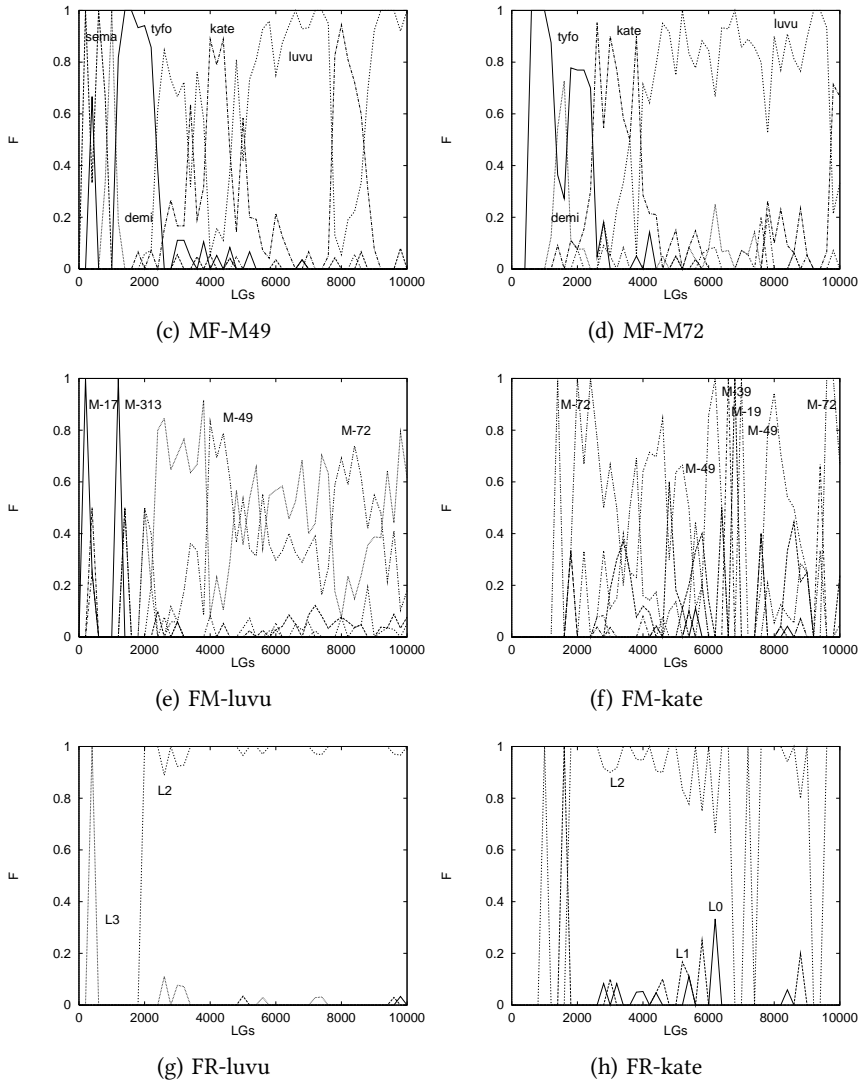 1
0.8
0.6
0.4
0.2
0
F
sema
tyfo
kate
luvu
demi
0 2000 4000 6000 8000 10000
LGs
(c) MF-M49
1
0.8
0.6
0.4
0.2
0
F
tyfo
kate
luvu
demi
0 2000 4000 6000 8000 10000
LGs
(d) MF-M72
1
0.8
0.6
0.4
0.2
0
F
M-17
M-313
M-49
M-72
0 2000 4000 6000 8000 10000
LGs
(e) FM-luvu
1
0.8
0.6
0.4
0.2
0
F
M-72
M-39
M-19
M-49
M-72
M-49
0 2000 4000 6000 8000 10000
LGs
(f) FM-kate
1
0.8
0.6
0.4
0.2
0
F
L2
L3
0 2000 4000 6000 8000 10000
LGs
(g) FR-luvu
1
0.8
0.6
0.4
0.2
0
F
L2
L0
L1
0 2000 4000 6000 8000 10000
LGs
(h) FR-kate